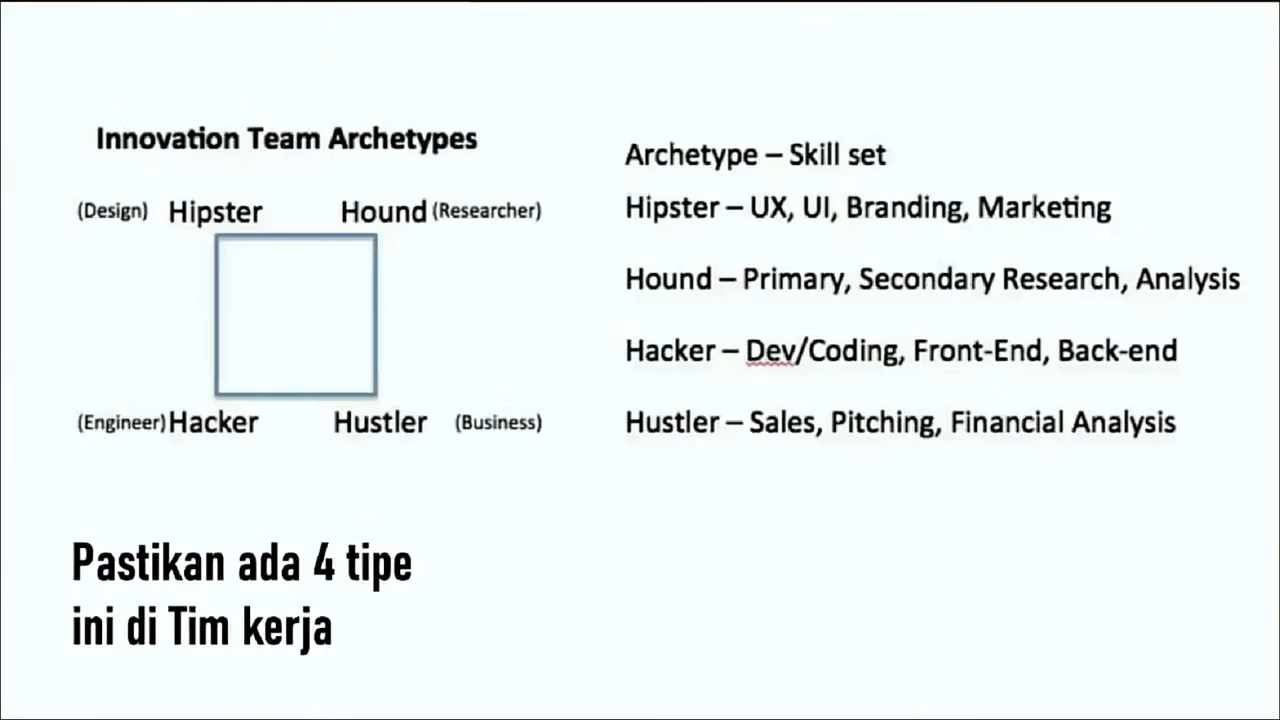 Innovation Team Archetypes
(Design) Hipster Hound (Researcher)
(Engineer) Hacker Hustler (Business)
Archetype – Skill set
Hipster – UX, UI, Branding, Marketing
Hound – Primary, Secondary Research, Analysis
Hacker – Dev/Coding, Front-End, Back-end
Hustler – Sales, Pitching, Financial Analysis
Pastikan ada 4 tipe
ini di Tim kerja